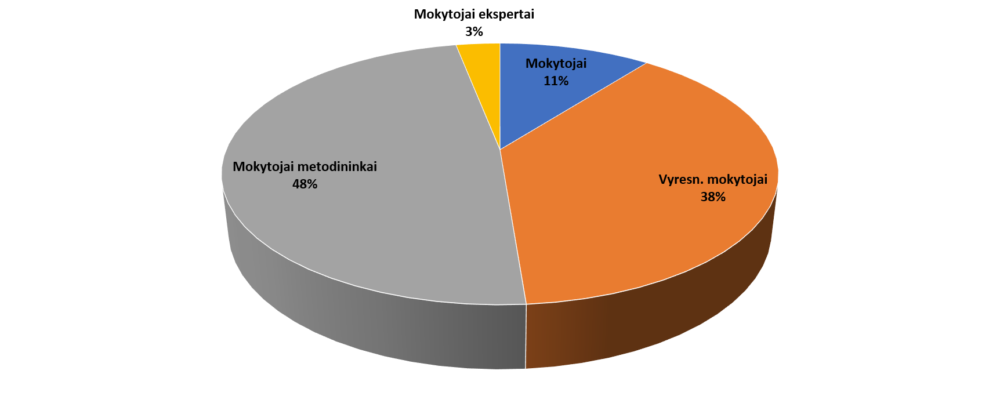 Mokytojai ekspertai
3%
Mokytojai
11%
Mokytojai metodininkai
48%
Vyresn. mokytojai
38%